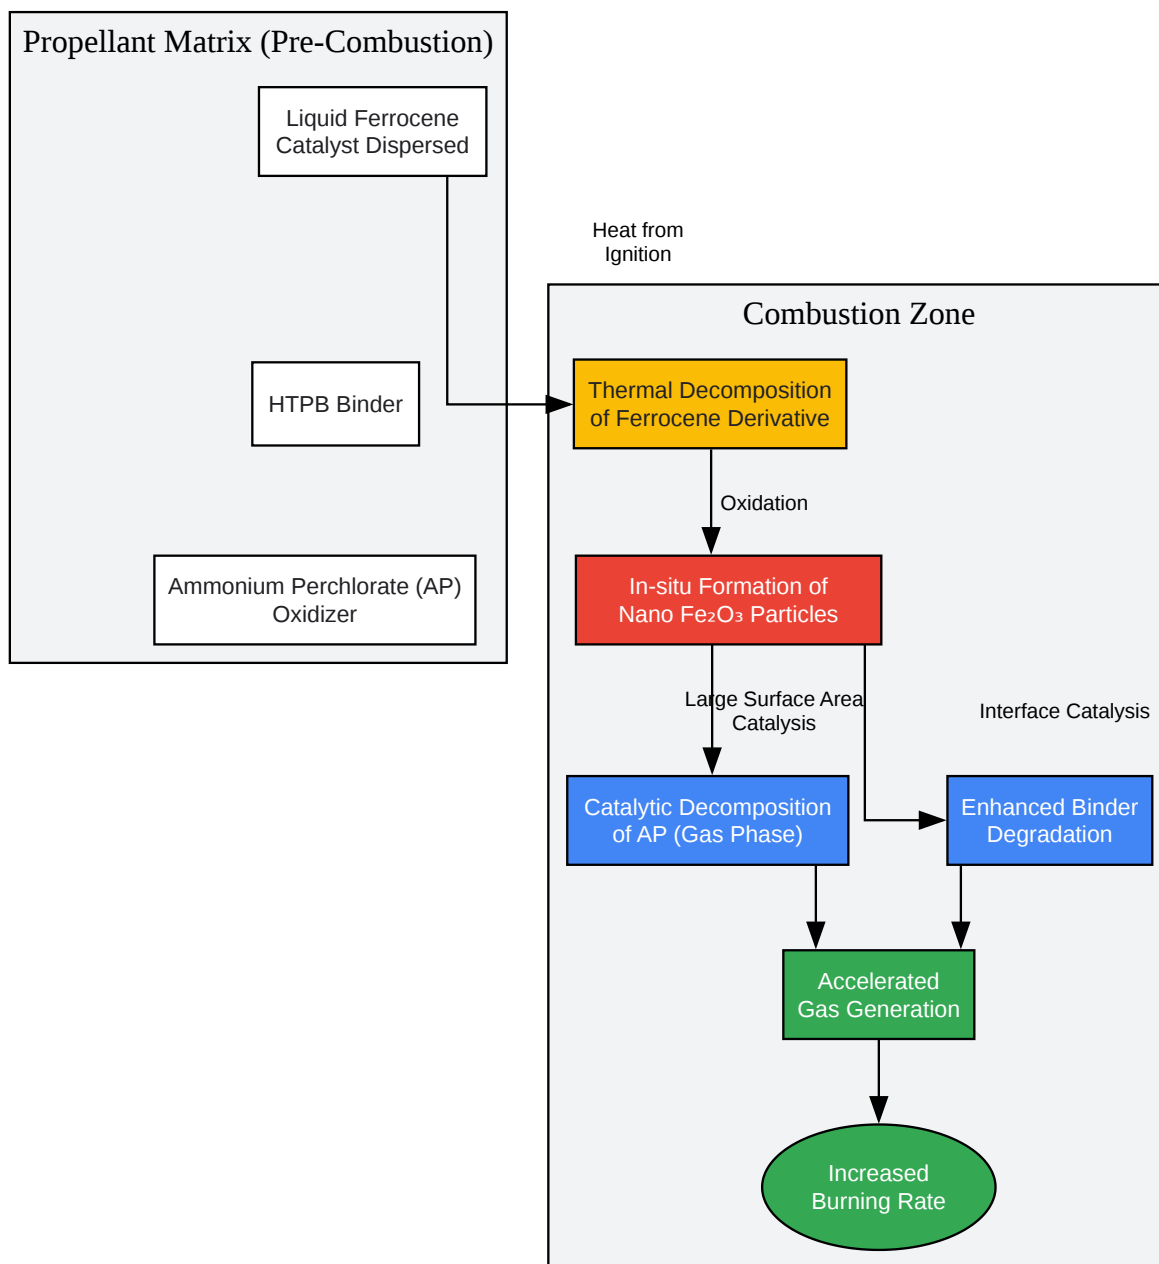 Propellant Matrix (Pre-Combustion)
Liquid Ferrocene
Catalyst Dispersed
HTPB Binder
Ammonium Perchlorate (AP)
Oxidizer
Heat from
Ignition
Combustion Zone
Thermal Decomposition
of Ferrocene Derivative
Oxidation
In-situ Formation of
Nano Fe₂O₃ Particles
Large Surface Area
Catalysis
Interface Catalysis
Catalytic Decomposition
of AP (Gas Phase)
Enhanced Binder
Degradation
Accelerated
Gas Generation
Increased
Burning Rate